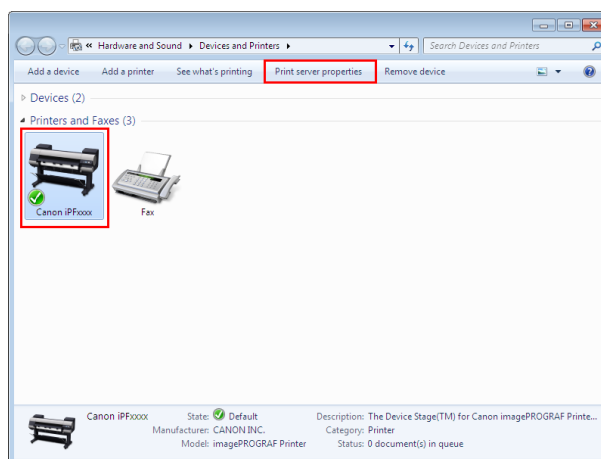 « Hardware and Sound Devices and Printers Search Devices and Printers
Add a device Add a printer See what's printing Print server properties Remove device
Devices (2)
Printers and Faxes (3)
Canon iPFxxxx Fax
Canon iPFxxxx State: Default Description: The Device Stage(TM) for Canon imagePROGRAF Printe...
Manufacturer: CANON INC. Category: Printer
Model: imagePROGRAF Printer Status: 0 document(s) in queue